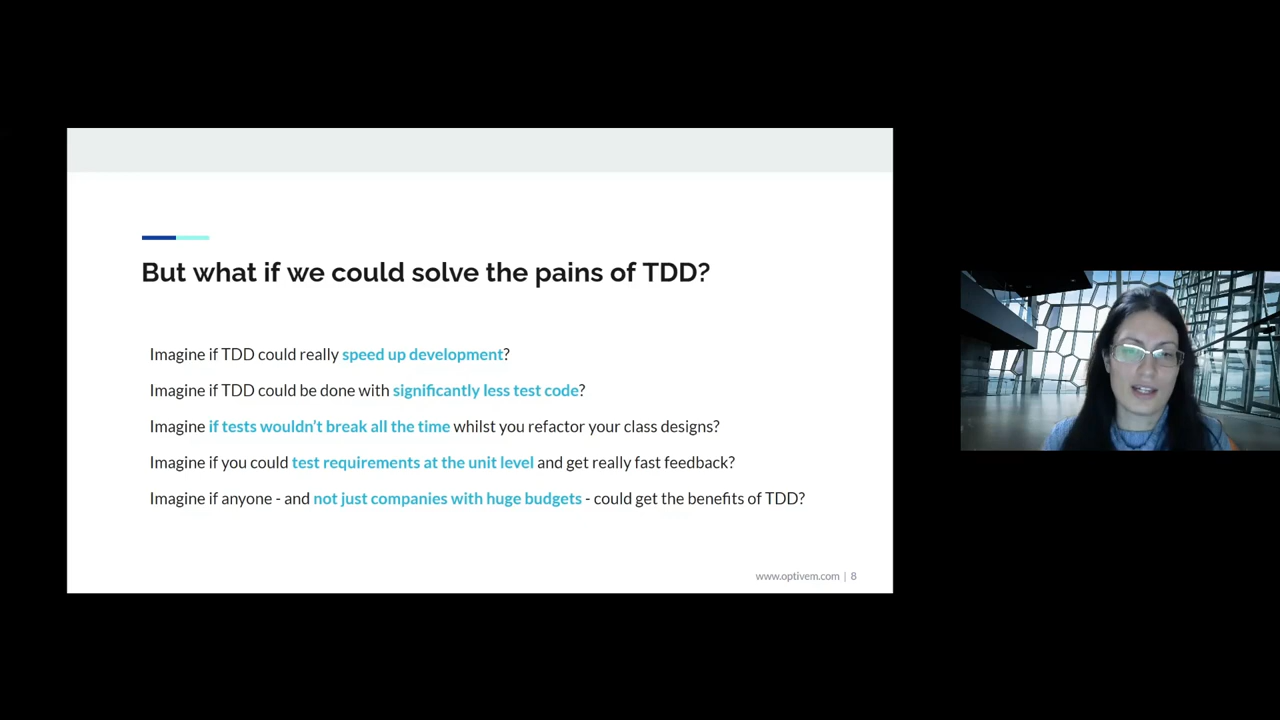 But what if we could solve the pains of TDD?
Imagine if TDD could really speed up development?
Imagine if TDD could be done with significantly less test code?
Imagine if tests wouldn't break all the time whilst you refactor your class designs?
Imagine if you could test requirements at the unit level and get really fast feedback?
Imagine if anyone - and not just companies with huge budgets - could get the benefits of TDD?
www.optivem.com | 8